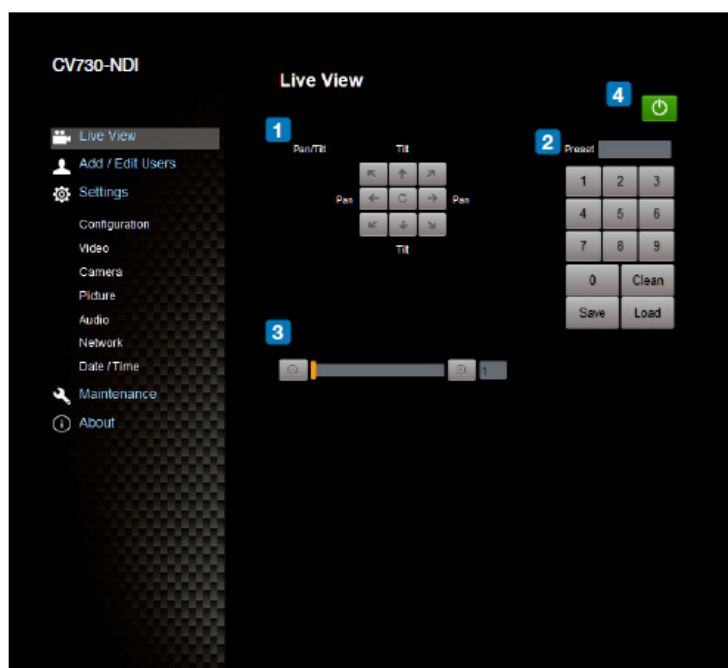 CV730-NDI
Live View
Add / Edit Users
Settings
Configuration
Video
Camera
Picture
Audio
Network
Date / Time
Maintenance
About
Live View
4
1
Pan/Tilt
Tilt
Pan
C
Pan
Tilt
2
Preset
1 2 3
4 5 6
7 8 9
0 Clean
Save Load
3
1